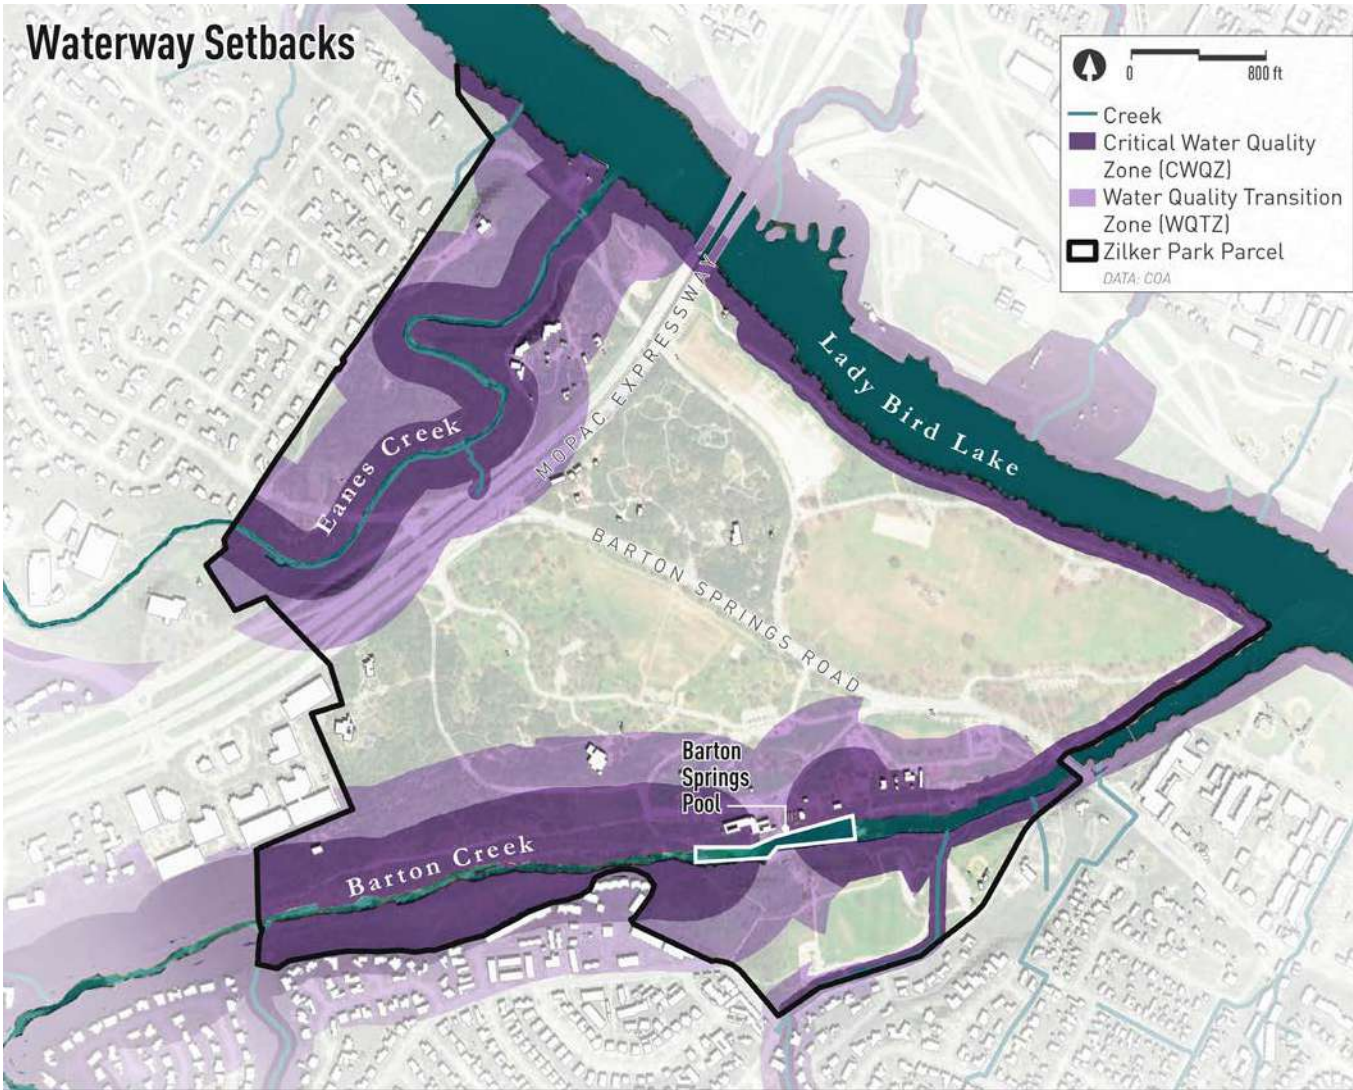 Waterway Setbacks
0 800 ft
Creek
Critical Water Quality
Zone (CWQZ)
Water Quality Transition
Zone (WQTZ)
Zilker Park Parcel
DATA: COA
MOPAC EXPRESSWAY
Lady Bird Lake
Eanes Creek
BARTON SPRINGS ROAD
Barton
Springs
Pool
Barton Creek